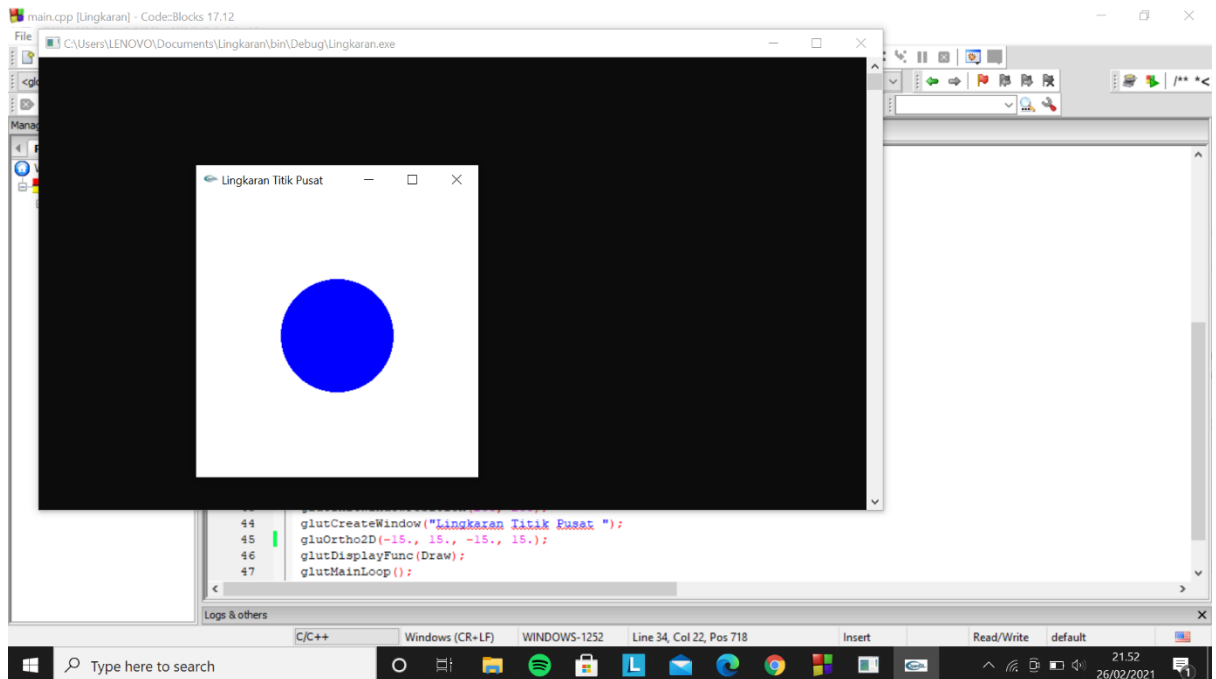 main.cpp [Lingkaran] - Code::Blocks 17.12
File
C:\Users\LENOVO\Documents\Lingkaran\bin\Debug\Lingkaran.exe
/** *<
Lingkaran Titik Pusat
43
44 glutCreateWindow("Lingkaran Titik Pusat ");
45 gluOrtho2D(-15., 15., -15., 15.);
46 glutDisplayFunc(Draw);
47 glutMainLoop();
Logs & others
C/C++ Windows (CR+LF) WINDOWS-1252 Line 34, Col 22, Pos 718 Insert Read/Write default
Type here to search
21.52
26/02/2021